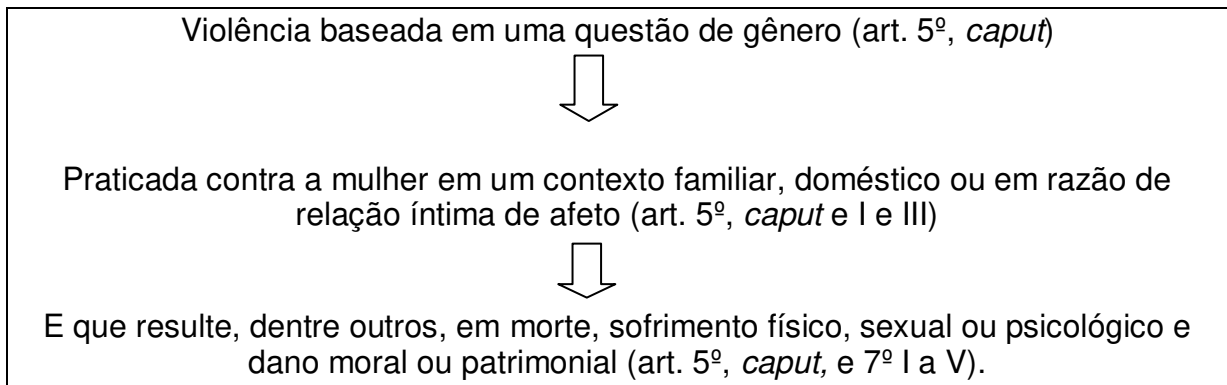 Violência baseada em uma questão de gênero (art. 5º, caput)
Praticada contra a mulher em um contexto familiar, doméstico ou em razão de
relação íntima de afeto (art. 5º, caput e I e III)
E que resulte, dentre outros, em morte, sofrimento físico, sexual ou psicológico e
dano moral ou patrimonial (art. 5º, caput, e 7º I a V).